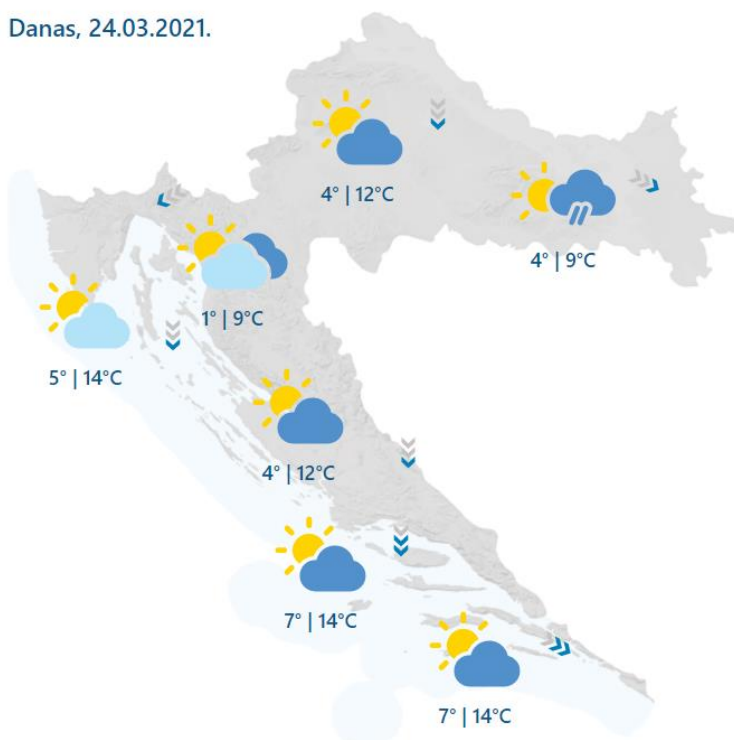 Danas, 24.03.2021.
4° | 12°C
4° | 9°C
1° | 9°C
5° | 14°C
4° | 12°C
7° | 14°C
7° | 14°C